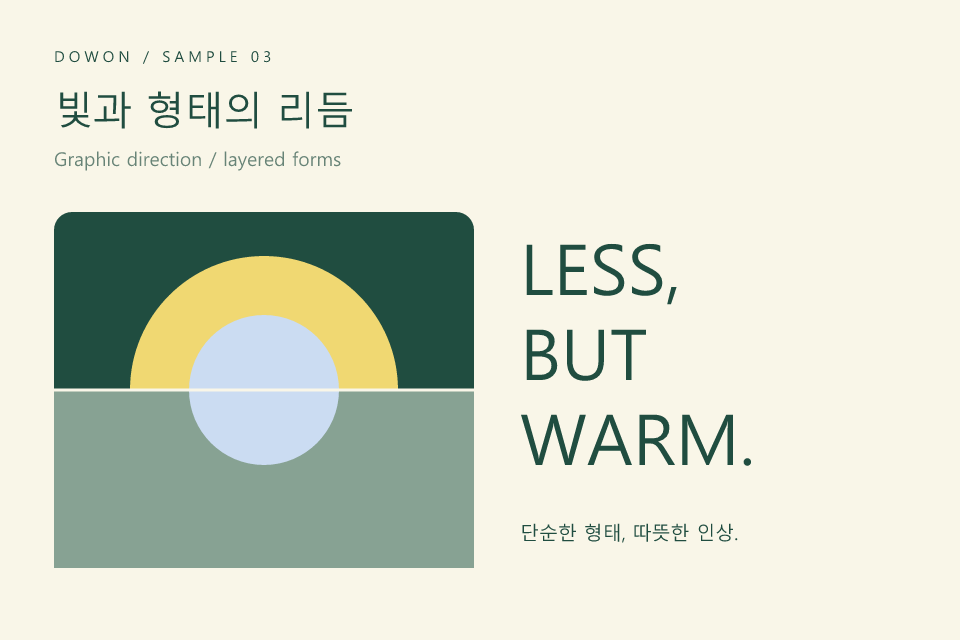 DOWON / SAMPLE 03
빛과 형태의 리듬
Graphic direction / layered forms
LESS,
BUT
WARM.
단순한 형태, 따뜻한 인상.